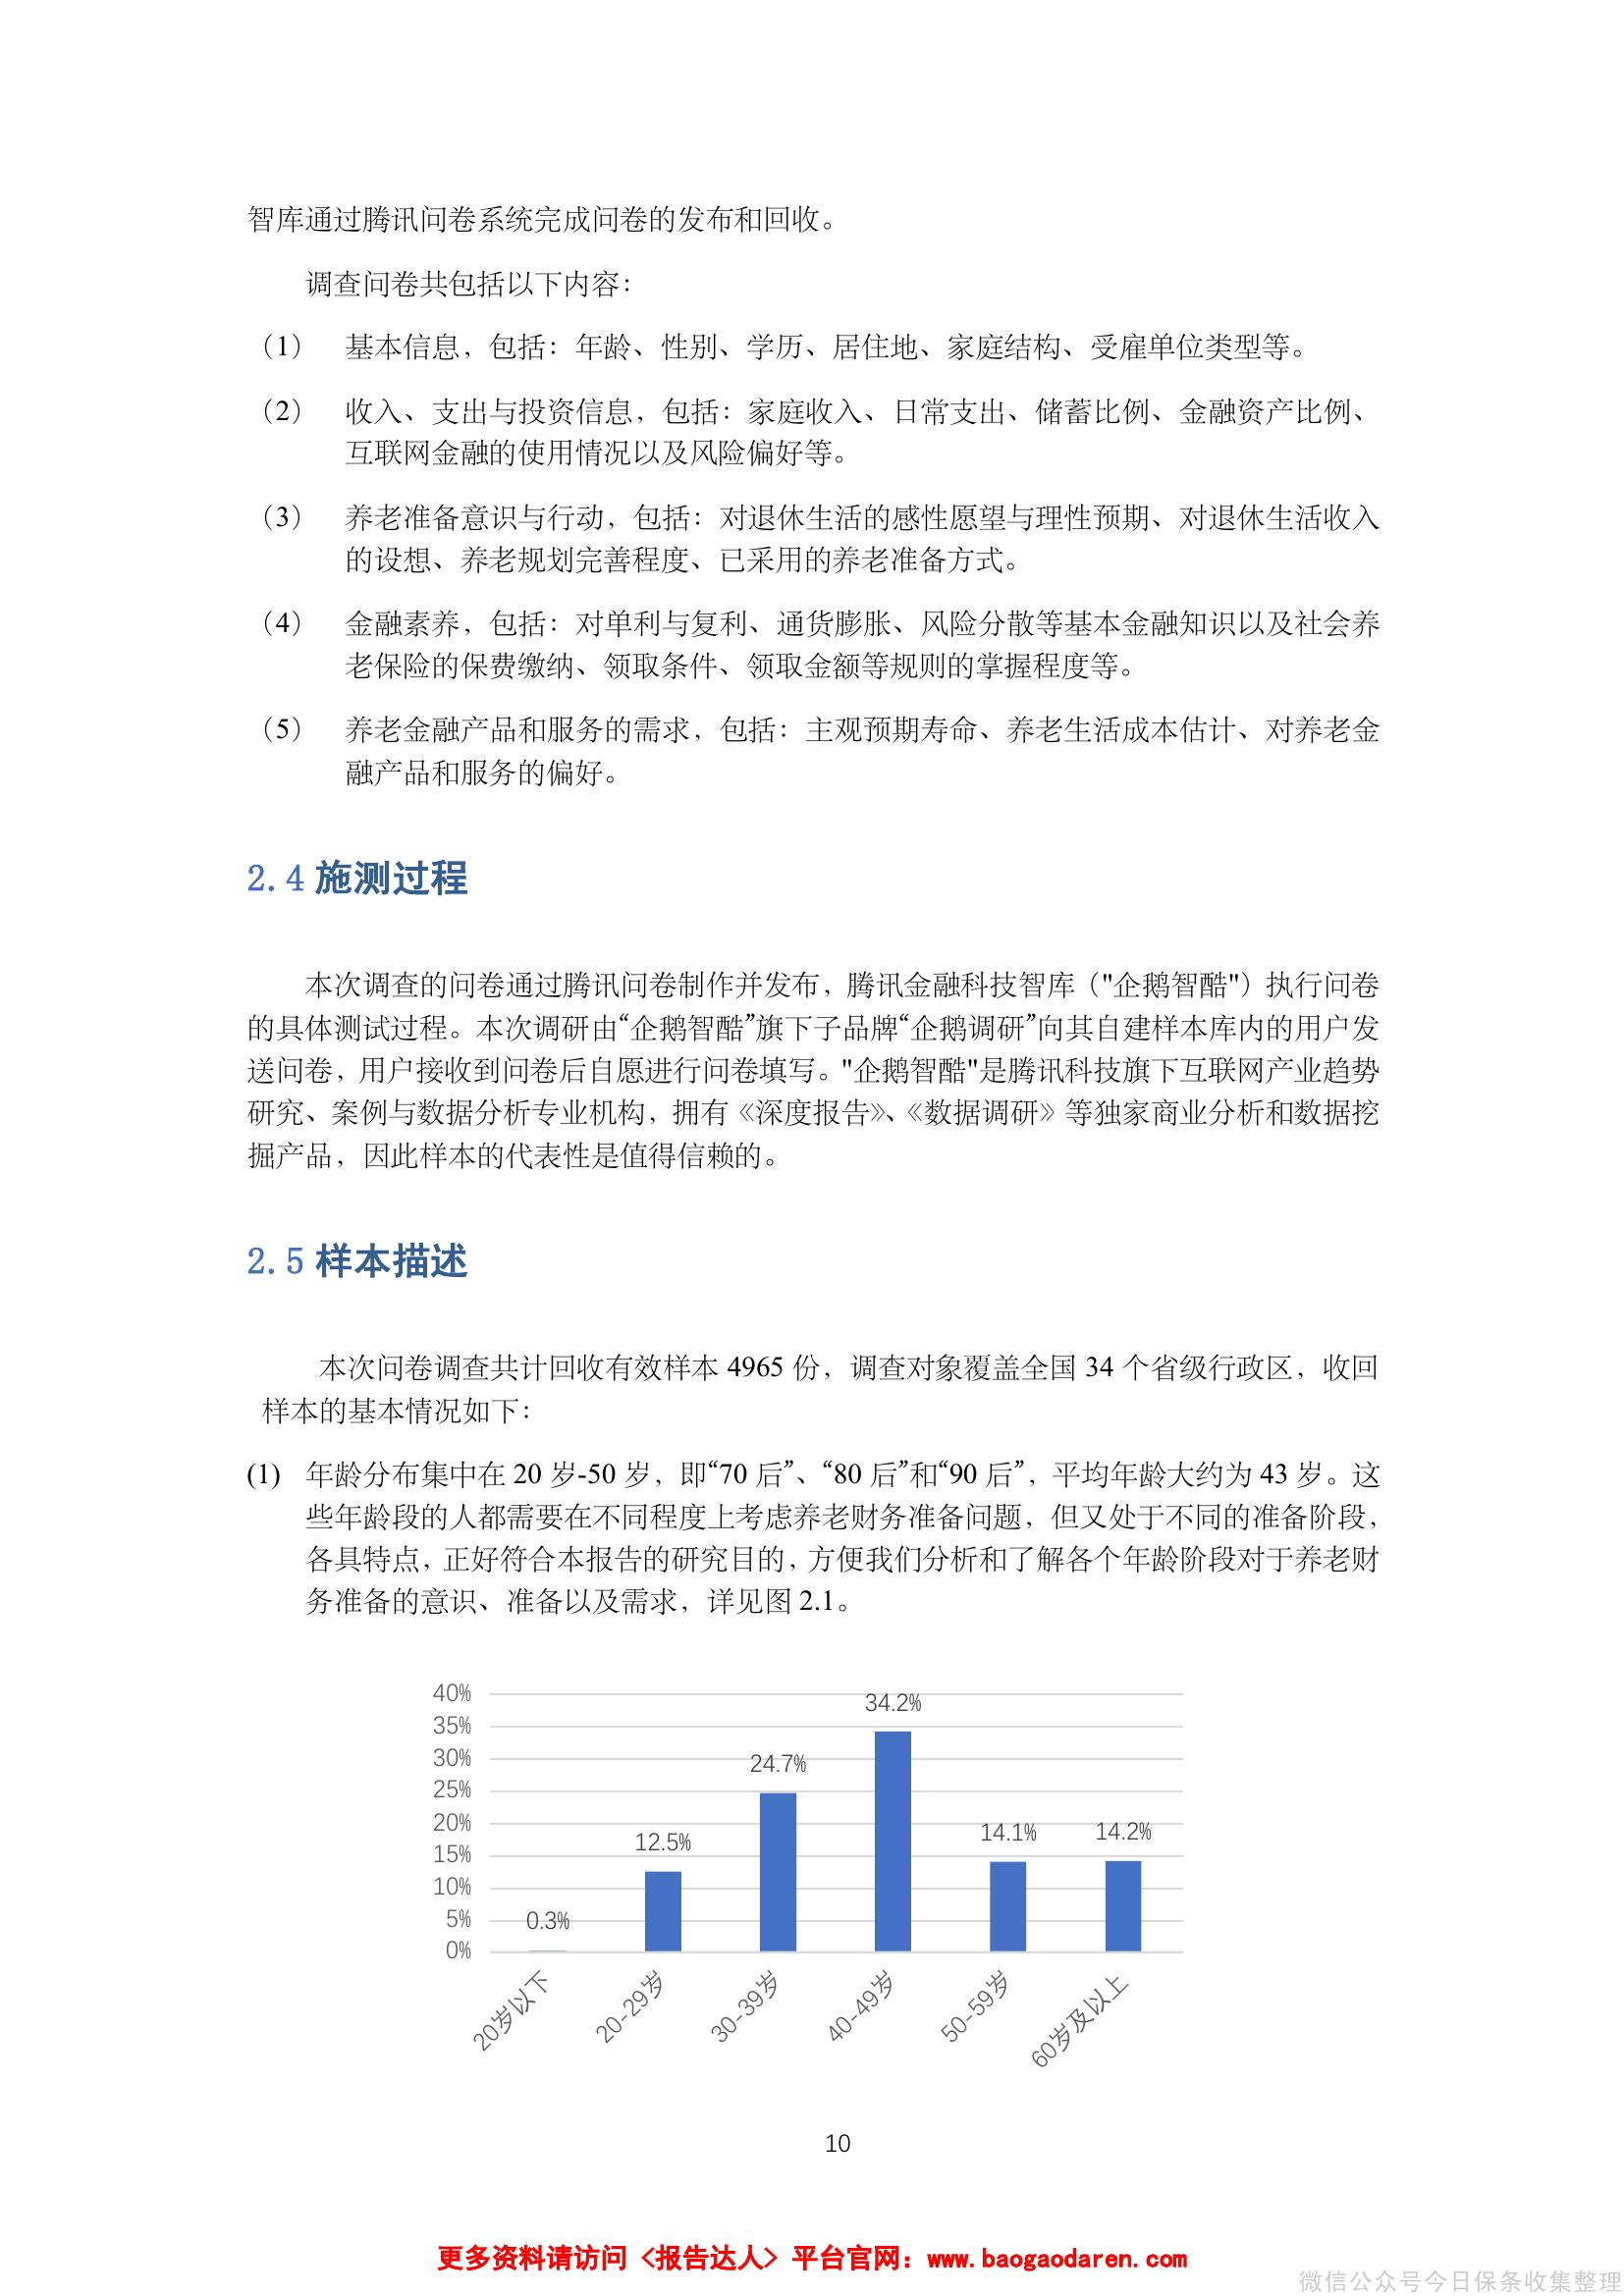 智库通过腾讯问卷系统完成问卷的发布和回收。
调查问卷共包括以下内容：
（1） 基本信息，包括：年龄、性别、学历、居住地、家庭结构、受雇单位类型等。
（2） 收入、支出与投资信息，包括：家庭收入、日常支出、储蓄比例、金融资产比例、
互联网金融的使用情况以及风险偏好等。
（3） 养老准备意识与行动，包括：对退休生活的感性愿望与理性预期、对退休生活收入
的设想、养老规划完善程度、已采用的养老准备方式。
（4） 金融素养，包括：对单利与复利、通货膨胀、风险分散等基本金融知识以及社会养
老保险的保费缴纳、领取条件、领取金额等规则的掌握程度等。
（5） 养老金融产品和服务的需求，包括：主观预期寿命、养老生活成本估计、对养老金
融产品和服务的偏好。
2.4 施测过程
本次调查的问卷通过腾讯问卷制作并发布，腾讯金融科技智库（"企鹅智酷"）执行问卷
的具体测试过程。本次调研由“企鹅智酷”旗下子品牌“企鹅调研”向其自建样本库内的用户发
送问卷，用户接收到问卷后自愿进行问卷填写。"企鹅智酷"是腾讯科技旗下互联网产业趋势
研究、案例与数据分析专业机构，拥有《深度报告》、《数据调研》等独家商业分析和数据挖
掘产品，因此样本的代表性是值得信赖的。
2.5 样本描述
本次问卷调查共计回收有效样本 4965 份，调查对象覆盖全国 34 个省级行政区，收回
样本的基本情况如下：
(1) 年龄分布集中在 20 岁-50 岁，即“70 后”、“80 后”和“90 后”，平均年龄大约为 43 岁。这
些年龄段的人都需要在不同程度上考虑养老财务准备问题，但又处于不同的准备阶段，
各具特点，正好符合本报告的研究目的，方便我们分析和了解各个年龄阶段对于养老财
务准备的意识、准备以及需求，详见图 2.1。
40%
35%
30%
25%
20%
15%
10%
5%
0%
0.3%
12.5%
24.7%
34.2%
14.1%
14.2%
20岁以下
20-29岁
30-39岁
40-49岁
50-59岁
60岁及以上
10
更多资料请访问〈报告达人〉平台官网：www.baogaodaren.com
微信公众号今日保条收集整理